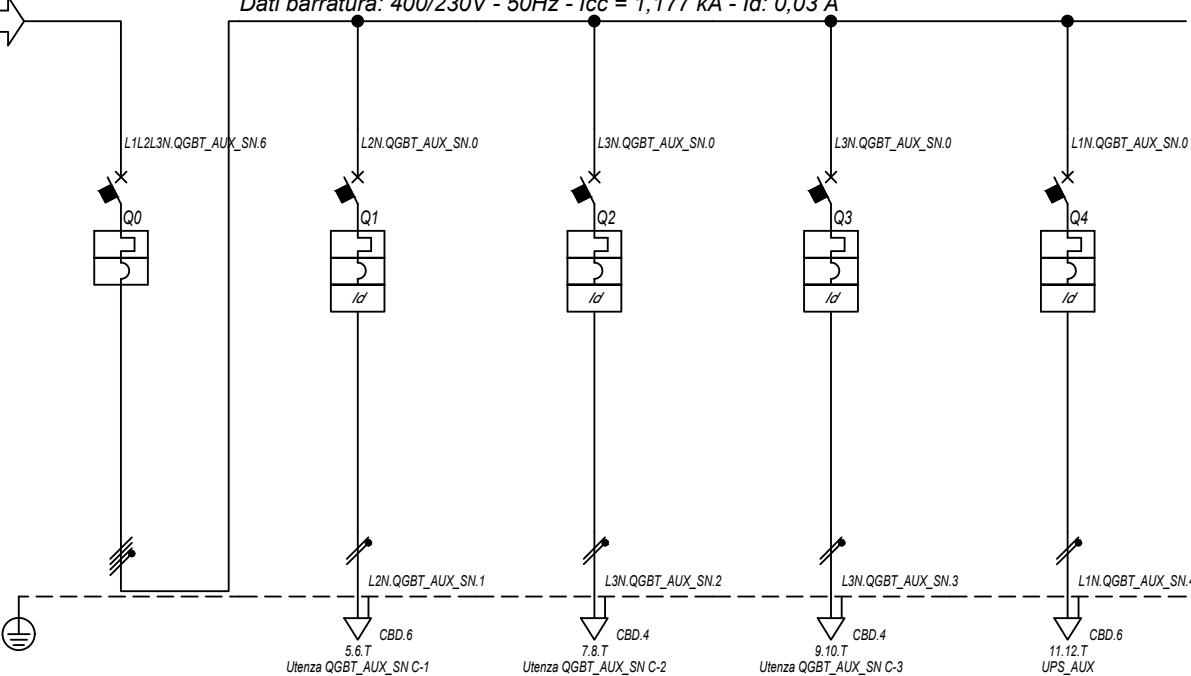 Dati barratura: 400/230V - 50Hz - Icc = 1,177 kA - Id: 0,03 A
L1L2L3N.QGBT_AUX_SN.6
L2N.QGBT_AUX_SN.0
L3N.QGBT_AUX_SN.0
L3N.QGBT_AUX_SN.0
L1N.QGBT_AUX_SN.0
Q0
Q1
Q2
Q3
Q4
Id
Id
Id
Id
L2N.QGBT_AUX_SN.1
L3N.QGBT_AUX_SN.2
L3N.QGBT_AUX_SN.3
L1N.QGBT_AUX_SN.4
CBD.6
CBD.4
CBD.4
CBD.6
5.6.T
7.8.T
9.10.T
11.12.T
Utenza QGBT_AUX_SN C-1
Utenza QGBT_AUX_SN C-2
Utenza QGBT_AUX_SN C-3
UPS_AUX